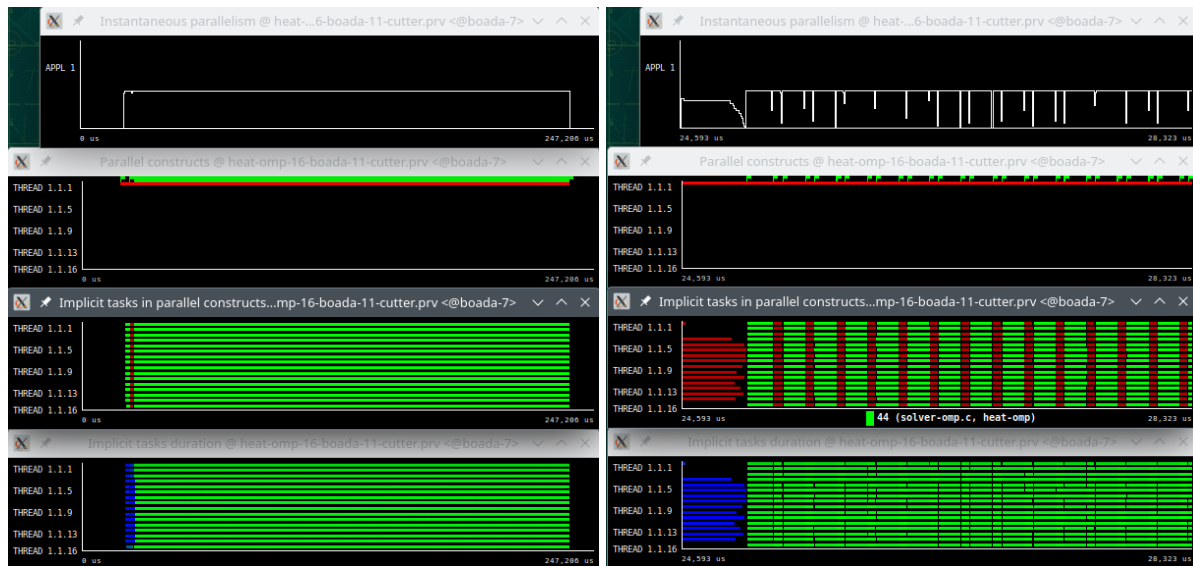 Instantaneous parallelism @ heat-...6-boada-11-cutter.prv <@boada-7>
APPL 1
0 us
247,206 us
Parallel constructs @ heat-omp-16-boada-11-cutter.prv <@boada-7>
THREAD 1.1.1
THREAD 1.1.5
THREAD 1.1.9
THREAD 1.1.13
THREAD 1.1.16
0 us
247,206 us
Implicit tasks in parallel constructs...mp-16-boada-11-cutter.prv <@boada-7>
THREAD 1.1.1
THREAD 1.1.5
THREAD 1.1.9
THREAD 1.1.13
THREAD 1.1.16
0 us
247,206 us
Implicit tasks duration @ heat-omp-16-boada-11-cutter.prv <@boada-7>
THREAD 1.1.1
THREAD 1.1.5
THREAD 1.1.9
THREAD 1.1.13
THREAD 1.1.16
0 us
247,206 us
Instantaneous parallelism @ heat-...6-boada-11-cutter.prv <@boada-7>
APPL 1
24,593 us
28,323 us
Parallel constructs @ heat-omp-16-boada-11-cutter.prv <@boada-7>
THREAD 1.1.1
THREAD 1.1.5
THREAD 1.1.9
THREAD 1.1.13
THREAD 1.1.16
24,593 us
28,323 us
Implicit tasks in parallel constructs...mp-16-boada-11-cutter.prv <@boada-7>
THREAD 1.1.1
THREAD 1.1.5
THREAD 1.1.9
THREAD 1.1.13
THREAD 1.1.16
24,593 us
44 (solver-omp.c, heat-omp)
28,323 us
Implicit tasks duration @ heat-omp-16-boada-11-cutter.prv <@boada-7>
THREAD 1.1.1
THREAD 1.1.5
THREAD 1.1.9
THREAD 1.1.13
THREAD 1.1.16
24,593 us
28,323 us